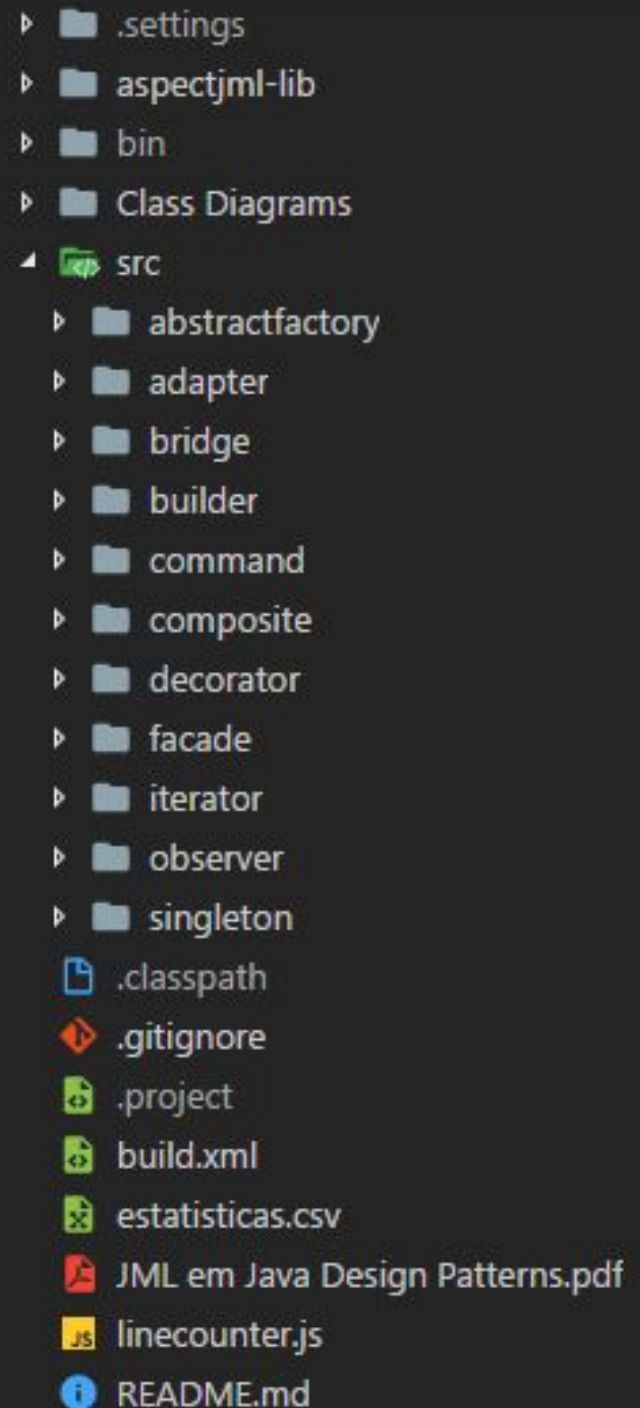 .settings
aspectjml-lib
bin
Class Diagrams
src
abstractfactory
adapter
bridge
builder
command
composite
decorator
facade
iterator
observer
singleton
.classpath
.gitignore
.project
build.xml
estatisticas.csv
JML em Java Design Patterns.pdf
JS linecounter.js
README.md